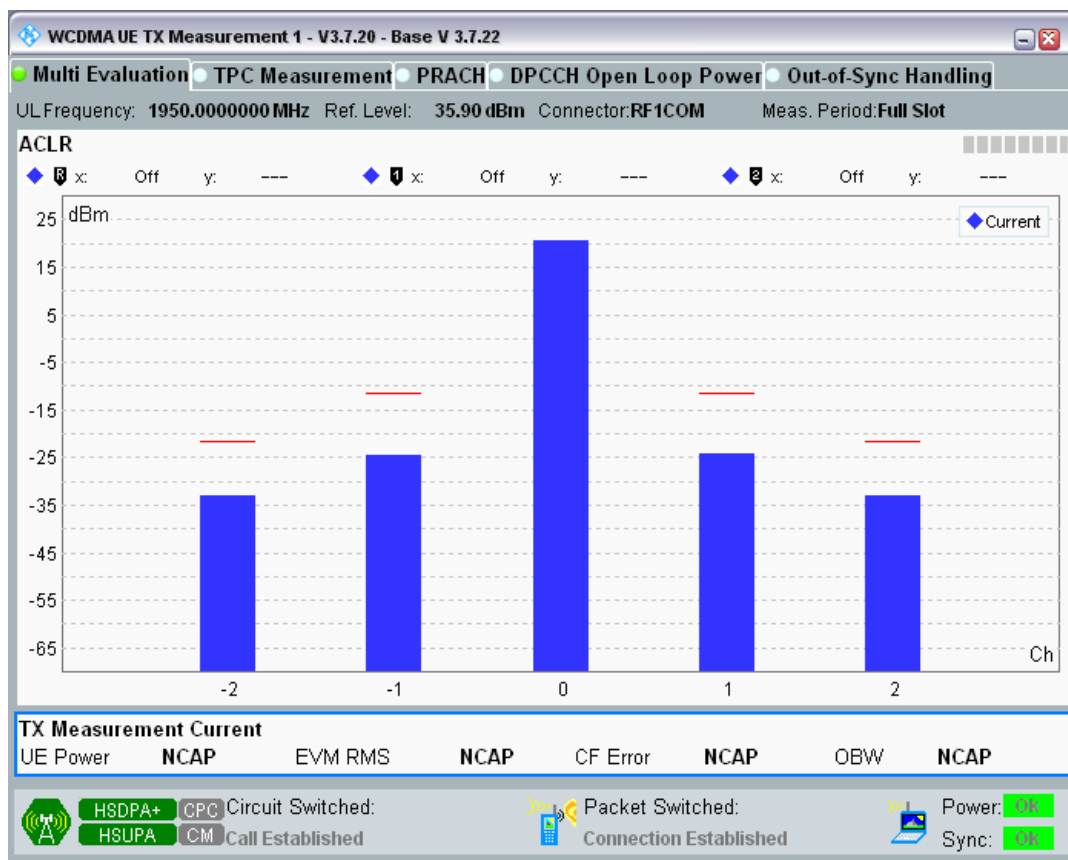 WCDMA UE TX Measurement 1 - V3.7.20 - Base V 3.7.22
Multi Evaluation TPC Measurement PRACH DPCCH Open Loop Power Out-of-Sync Handling
UL Frequency: 1950.0000000 MHz Ref. Level: 35.90 dBm Connector:RF1COM Meas. Period:Full Slot
ACLR
R x: Off y: --- 1 x: Off y: --- 2 x: Off y: ---
dBm
Current
25
15
5
-5
-15
-25
-35
-45
-55
-65
Ch
-2 -1 0 1 2
TX Measurement Current
UE Power NCAP EVM RMS NCAP CF Error NCAP OBW NCAP
HSDPA+ CPC Circuit Switched: Packet Switched: Power: OK
HSUPA CM Call Established Connection Established Sync: OK